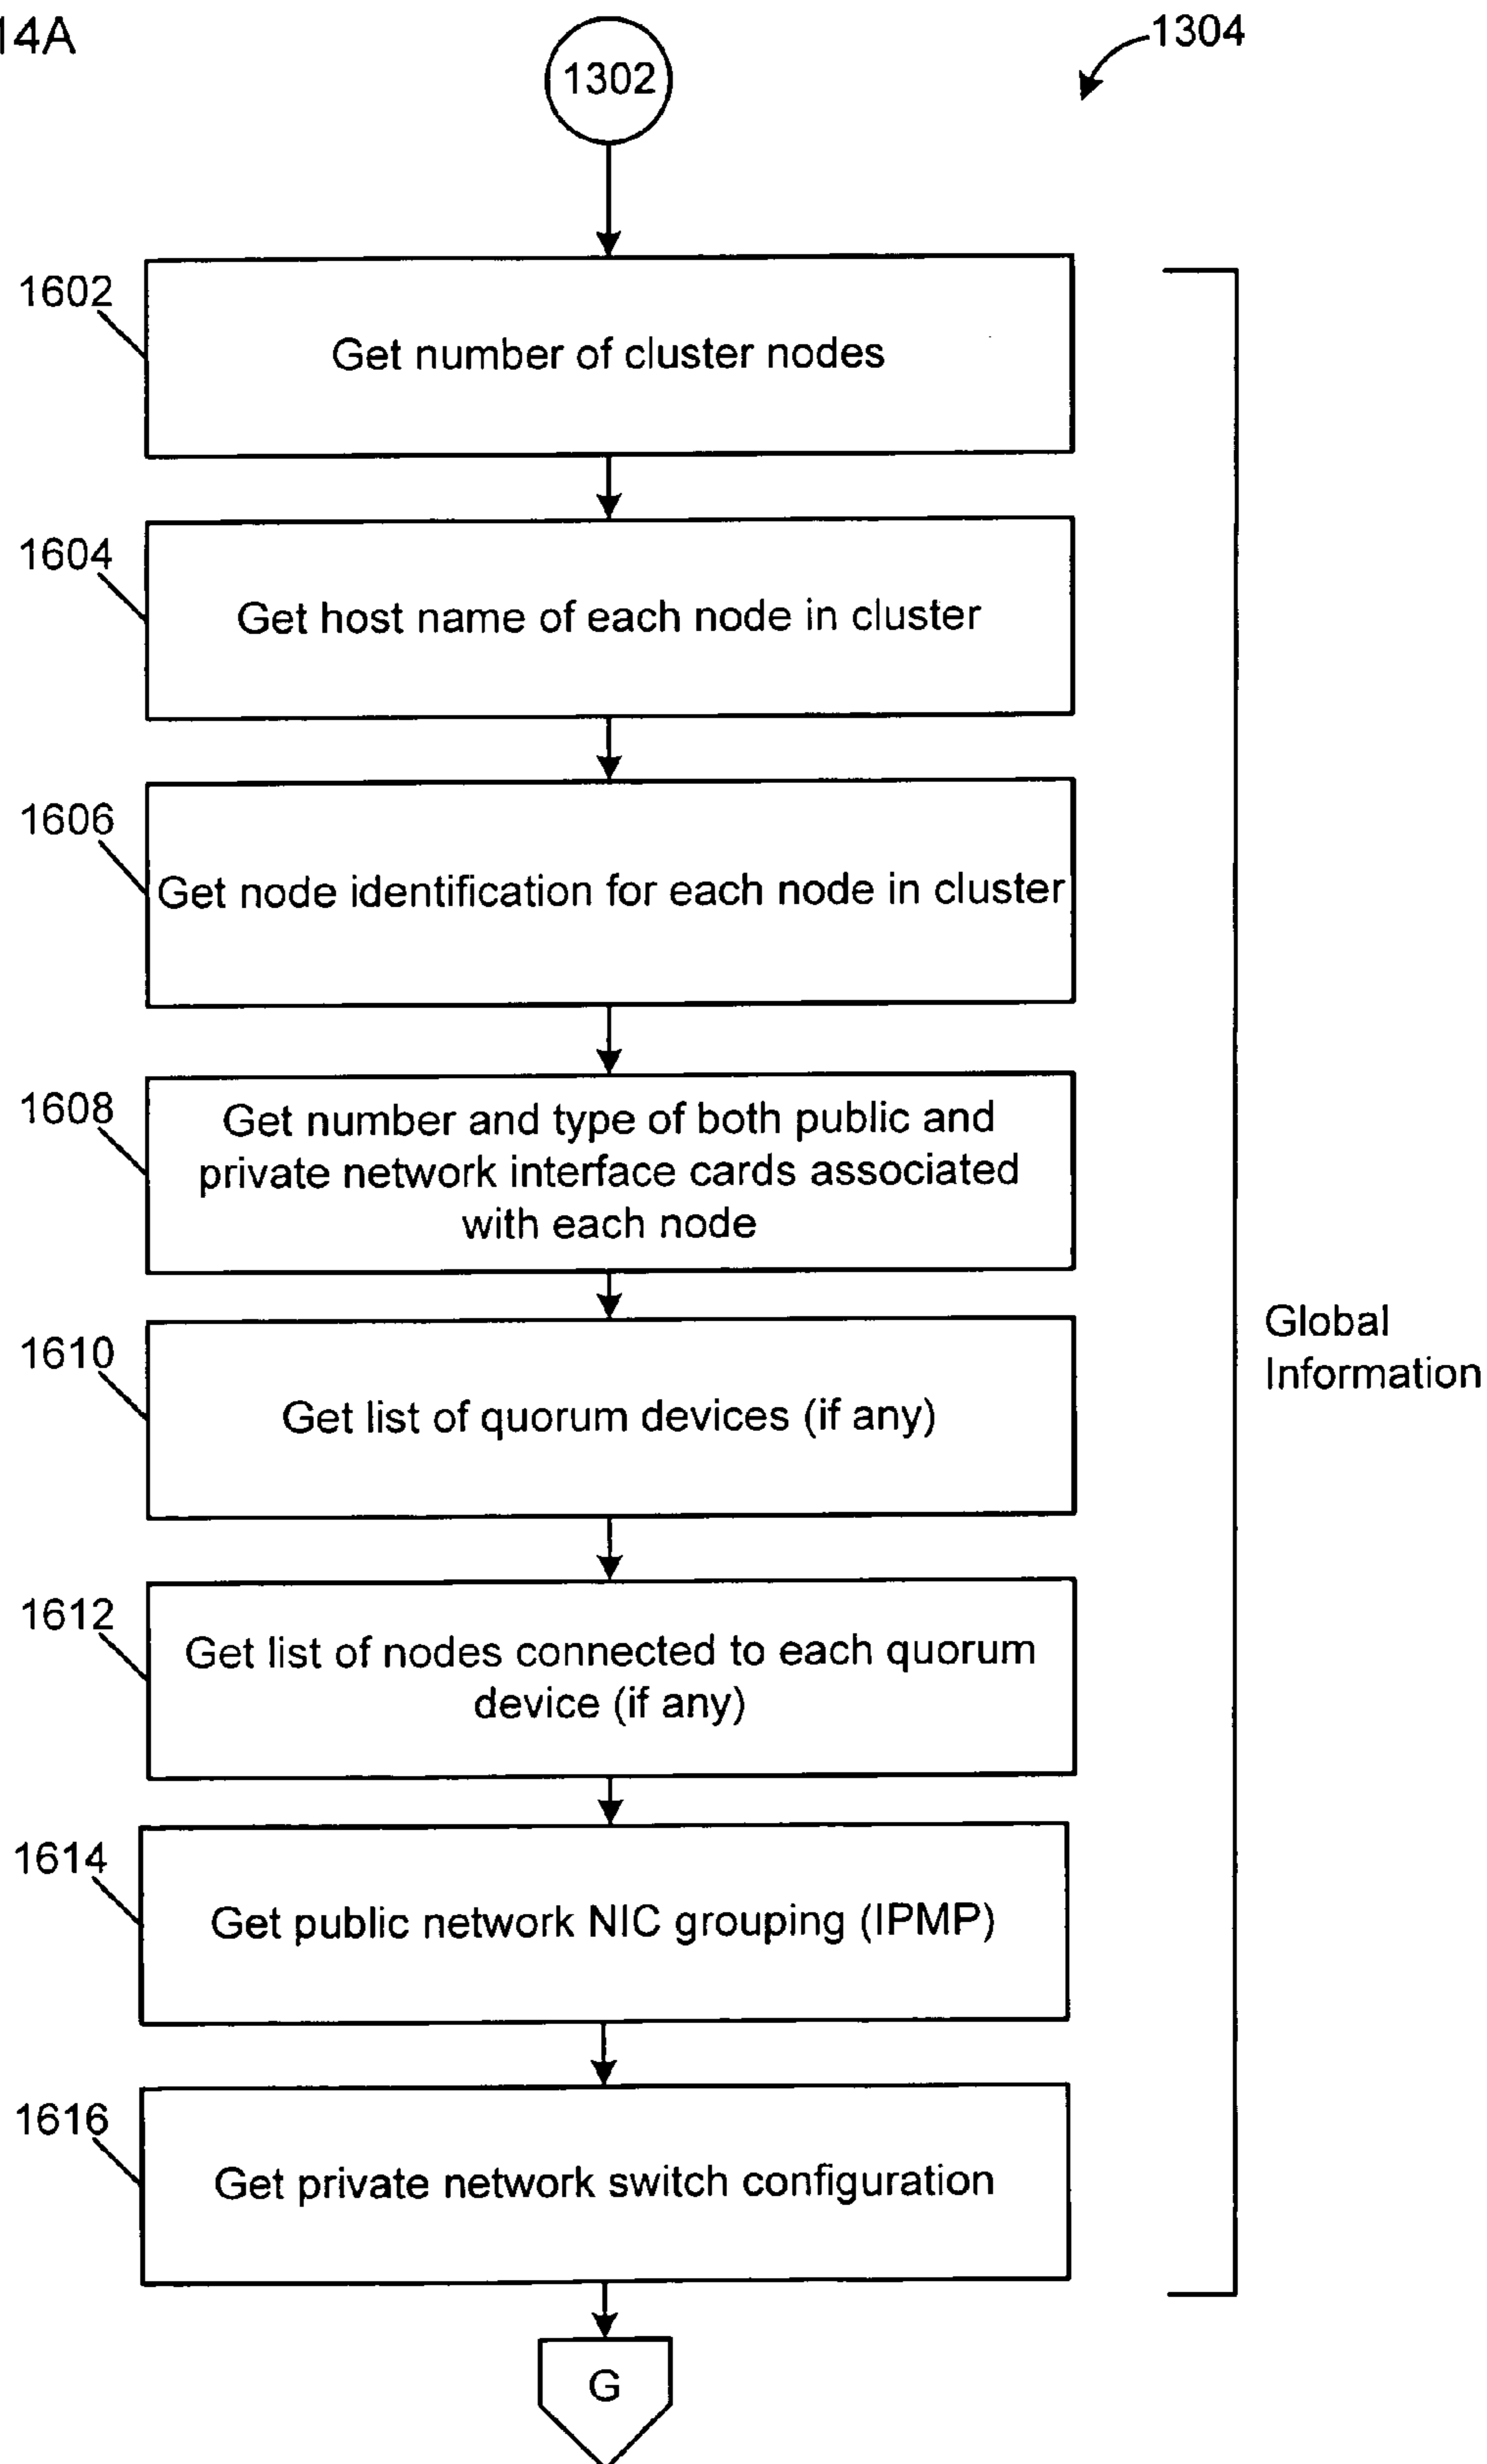 14A
1302
1304
1602
Get number of cluster nodes
1604
Get host name of each node in cluster
1606
Get node identification for each node in cluster
1608
Get number and type of both public and
private network interface cards associated
with each node
1610
Get list of quorum devices (if any)
1612
Get list of nodes connected to each quorum
device (if any)
1614
Get public network NIC grouping (IPMP)
1616
Get private network switch configuration
Global
Information
G